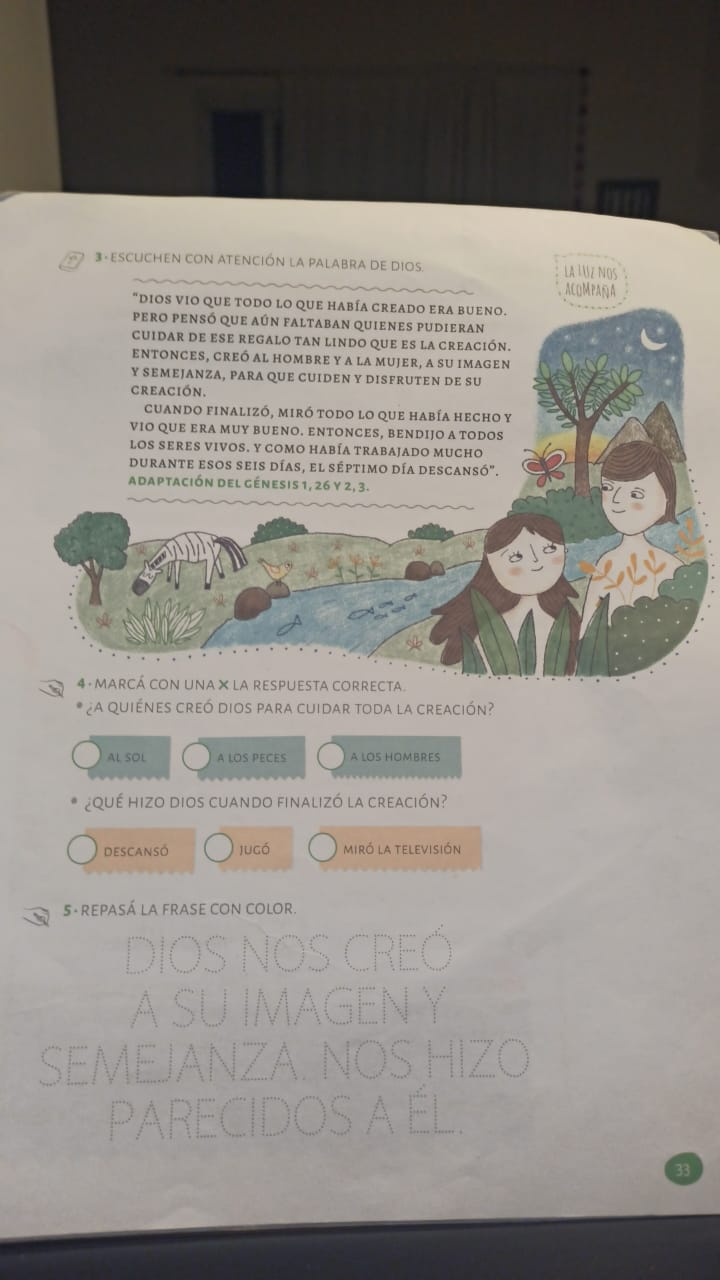 3 · ESCUCHEN CON ATENCIÓN LA PALABRA DE DIOS.
LA LUZ NOS
ACOMPAÑA
"DIOS VIO QUE TODO LO QUE HABÍA CREADO ERA BUENO.
PERO PENSÓ QUE AÚN FALTABAN QUIENES PUDIERAN
CUIDAR DE ESE REGALO TAN LINDO QUE ES LA CREACIÓN.
ENTONCES, CREÓ AL HOMBRE Y A LA MUJER, A SU IMAGEN
Y SEMEJANZA, PARA QUE CUIDEN Y DISFRUTEN DE SU
CREACIÓN.
CUANDO FINALIZÓ, MIRÓ TODO LO QUE HABÍA HECHO Y
VIO QUE ERA MUY BUENO. ENTONCES, BENDIJO A TODOS
LOS SERES VIVOS. Y COMO HABÍA TRABAJADO MUCHO
DURANTE ESOS SEIS DÍAS, EL SÉPTIMO DÍA DESCANSÓ".
ADAPTACIÓN DEL GÉNESIS 1, 26 Y 2, 3.
4 · MARCÁ CON UNA X LA RESPUESTA CORRECTA.
* ¿A QUIÉNES CREÓ DIOS PARA CUIDAR TODA LA CREACIÓN?
AL SOL A LOS PECES A LOS HOMBRES
* ¿QUÉ HIZO DIOS CUANDO FINALIZÓ LA CREACIÓN?
DESCANSÓ JUGÓ MIRÓ LA TELEVISIÓN
5 · REPASÁ LA FRASE CON COLOR.
DIOS NOS CREÓ
A SU IMAGEN Y
SEMEJANZA. NOS HIZO
PARECIDOS A ÉL.
33